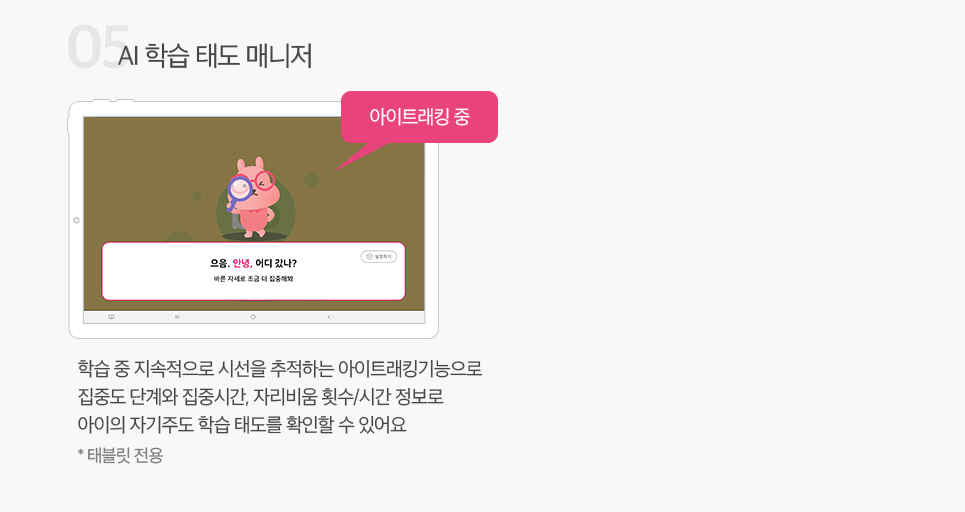 05
AI 학습 태도 매니저
아이트래킹 중
으음. 안녕, 어디 갔나?
설정하기
바른 자세로 조금 더 집중해봐
학습 중 지속적으로 시선을 추적하는 아이트래킹기능으로
집중도 단계와 집중시간, 자리비움 횟수/시간 정보로
아이의 자기주도 학습 태도를 확인할 수 있어요
* 태블릿 전용